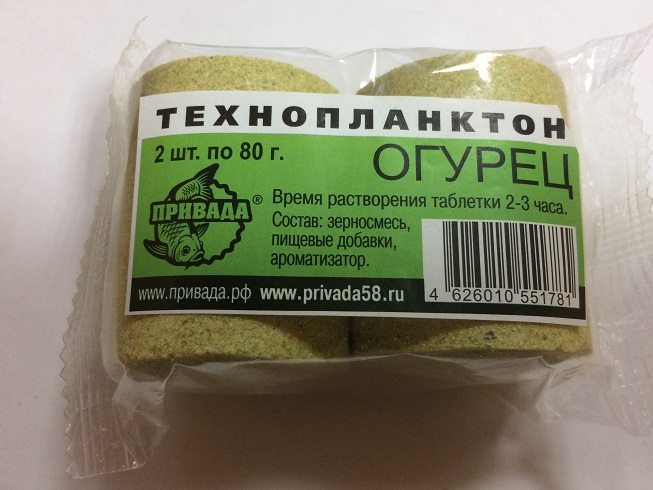 ТЕХНОПЛАНКТОН
2 шт. по 80 г.
ОГУРЕЦ
ПРИВАДА®
Время растворения таблетки 2-3 часа.
Состав: зерносмесь,
пищевые добавки,
ароматизатор.
www.привада.рф www.privada58.ru
4 626010 551781